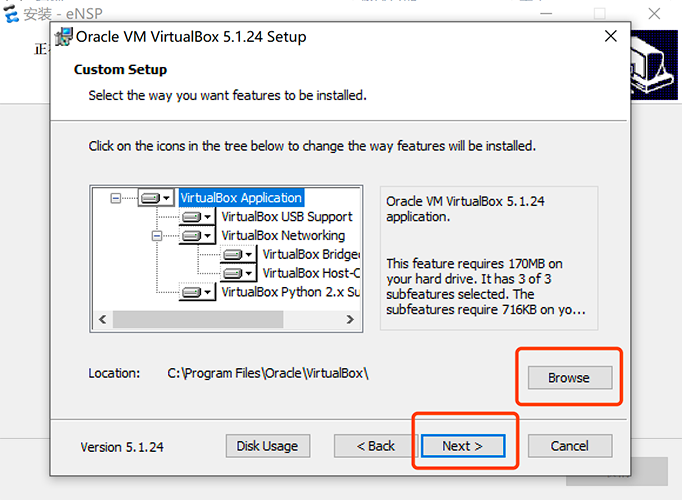 安装 - eNSP
Oracle VM VirtualBox 5.1.24 Setup
Custom Setup
Select the way you want features to be installed.
Click on the icons in the tree below to change the way features will be installed.
VirtualBox Application
VirtualBox USB Support
VirtualBox Networking
VirtualBox Bridge
VirtualBox Host-C
VirtualBox Python 2.x Su
Oracle VM VirtualBox 5.1.24
application.
This feature requires 170MB on
your hard drive. It has 3 of 3
subfeatures selected. The
subfeatures require 716KB on yo...
Location:
C:\Program Files\Oracle\VirtualBox\
Browse
Version 5.1.24
Disk Usage
< Back
Next >
Cancel